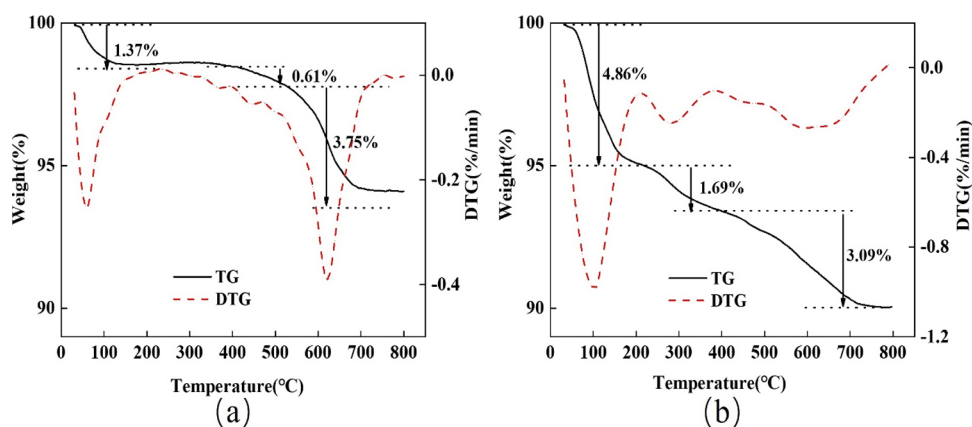 100
95
90
Weight(%)
1.37%
0.61%
3.75%
TG
DTG
0.0
-0.2
-0.4
DTG(%/min)
0 100 200 300 400 500 600 700 800
Temperature(℃)
(a)
100
95
90
Weight(%)
4.86%
1.69%
3.09%
TG
DTG
0.0
-0.4
-0.8
-1.2
DTG(%/min)
0 100 200 300 400 500 600 700 800
Temperature(℃)
(b)